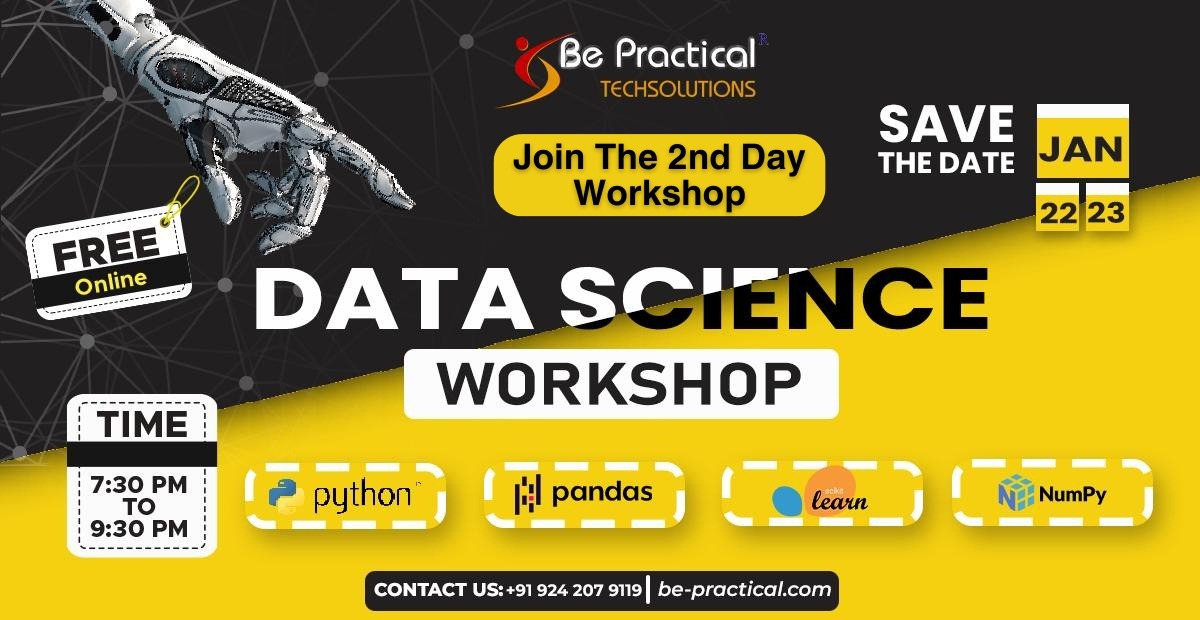 Be Practical®
TECHSOLUTIONS
Join The 2nd Day
Workshop
SAVE
THE DATE
JAN
22 23
FREE
Online
DATA SCIENCE
WORKSHOP
TIME
7:30 PM
TO
9:30 PM
python™
pandas
scikit
learn
NumPy
CONTACT US: +91 924 207 9119 | be-practical.com